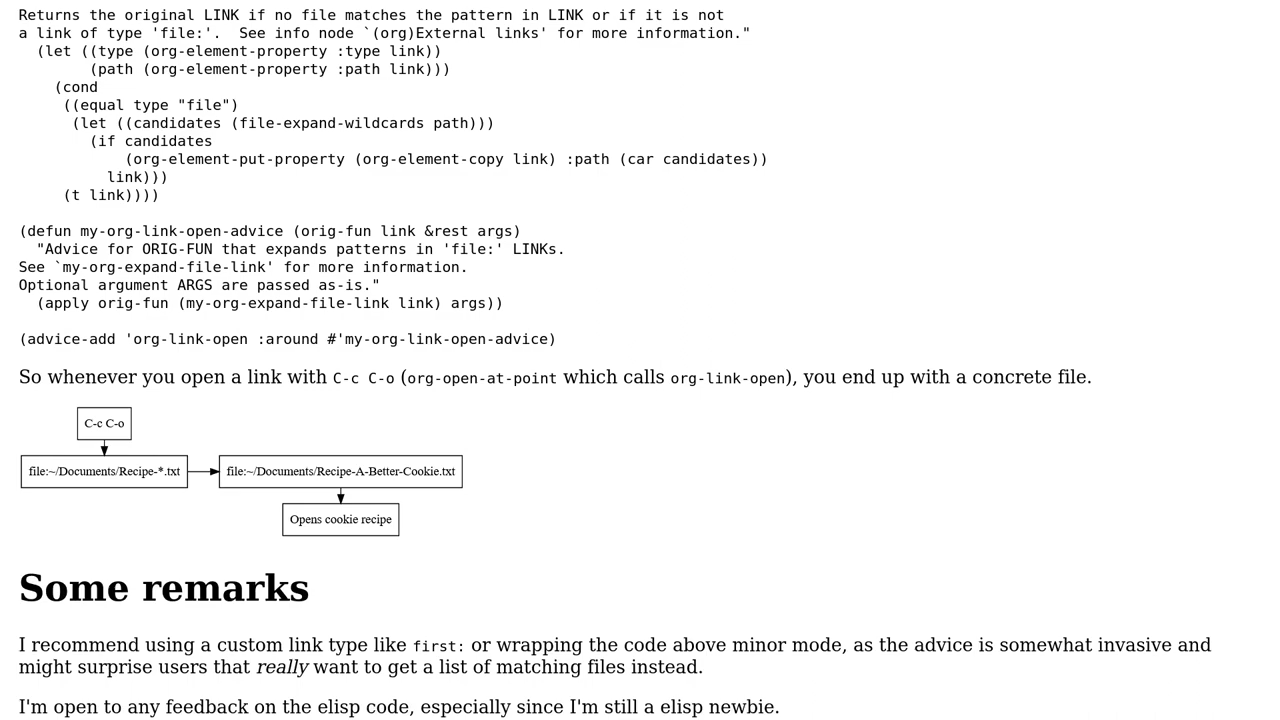 Returns the original LINK if no file matches the pattern in LINK or if it is not
a link of type 'file:'.  See info node `(org)External links' for more information."
  (let ((type (org-element-property :type link))
        (path (org-element-property :path link)))
    (cond
     ((equal type "file")
      (let ((candidates (file-expand-wildcards path)))
        (if candidates
            (org-element-put-property (org-element-copy link) :path (car candidates))
          link)))
     (t link))))

(defun my-org-link-open-advice (orig-fun link &rest args)
  "Advice for ORIG-FUN that expands patterns in 'file:' LINKs.
See `my-org-expand-file-link' for more information.
Optional argument ARGS are passed as-is."
  (apply orig-fun (my-org-expand-file-link link) args))

(advice-add 'org-link-open :around #'my-org-link-open-advice)

So whenever you open a link with C-c C-o (org-open-at-point which calls org-link-open), you end up with a concrete file.
C-c C-o
file:~/Documents/Recipe-*.txt
file:~/Documents/Recipe-A-Better-Cookie.txt
Opens cookie recipe
Some remarks
I recommend using a custom link type like first: or wrapping the code above minor mode, as the advice is somewhat invasive and
might surprise users that really want to get a list of matching files instead.
I'm open to any feedback on the elisp code, especially since I'm still a elisp newbie.